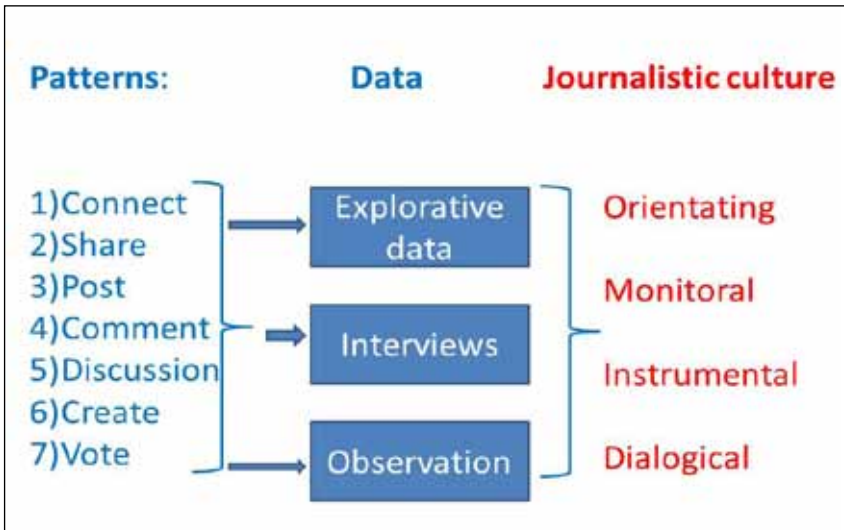 Patterns:
Data
Journalistic culture
1)Connect
2)Share
3)Post
4)Comment
5)Discussion
6)Create
7)Vote
Explorative
data
Interviews
Observation
Orientating
Monitoral
Instrumental
Dialogical